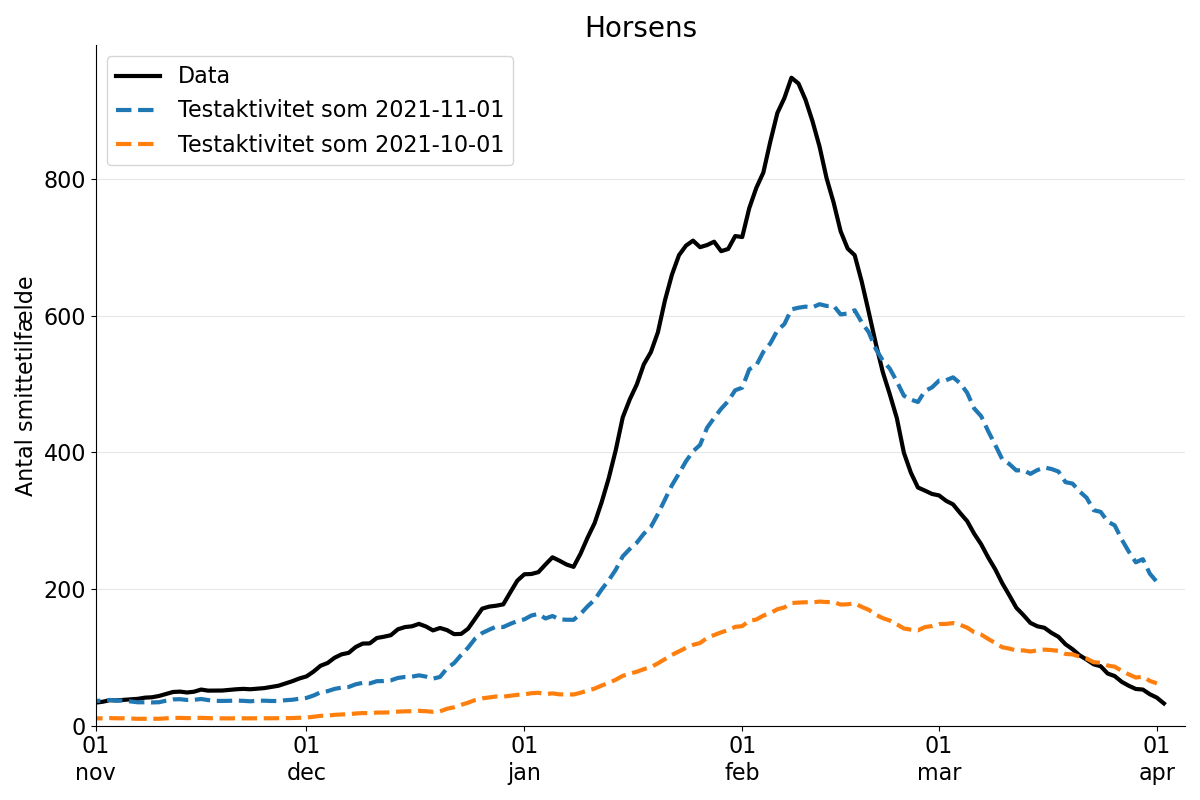 Horsens
Data
Testaktivitet som 2021-11-01
Testaktivitet som 2021-10-01
Antal smittetilfælde
800
600
400
200
0
01 01 01 01 01 01
nov dec jan feb mar apr